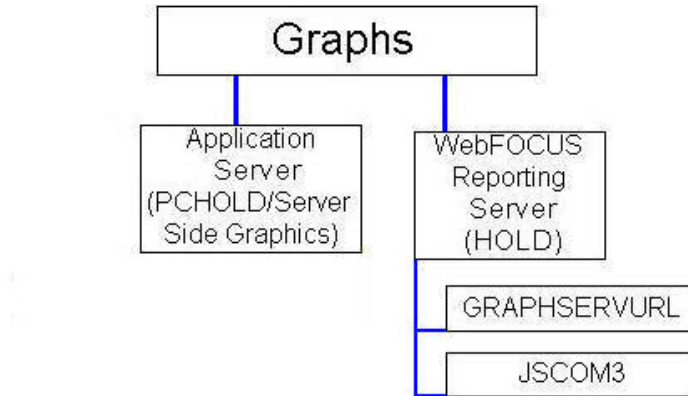 Graphs
Application
Server
(PCHOLD/Server
Side Graphics)
WebFOCUS
Reporting
Server
(HOLD)
GRAPHSERVURL
JSCOM3